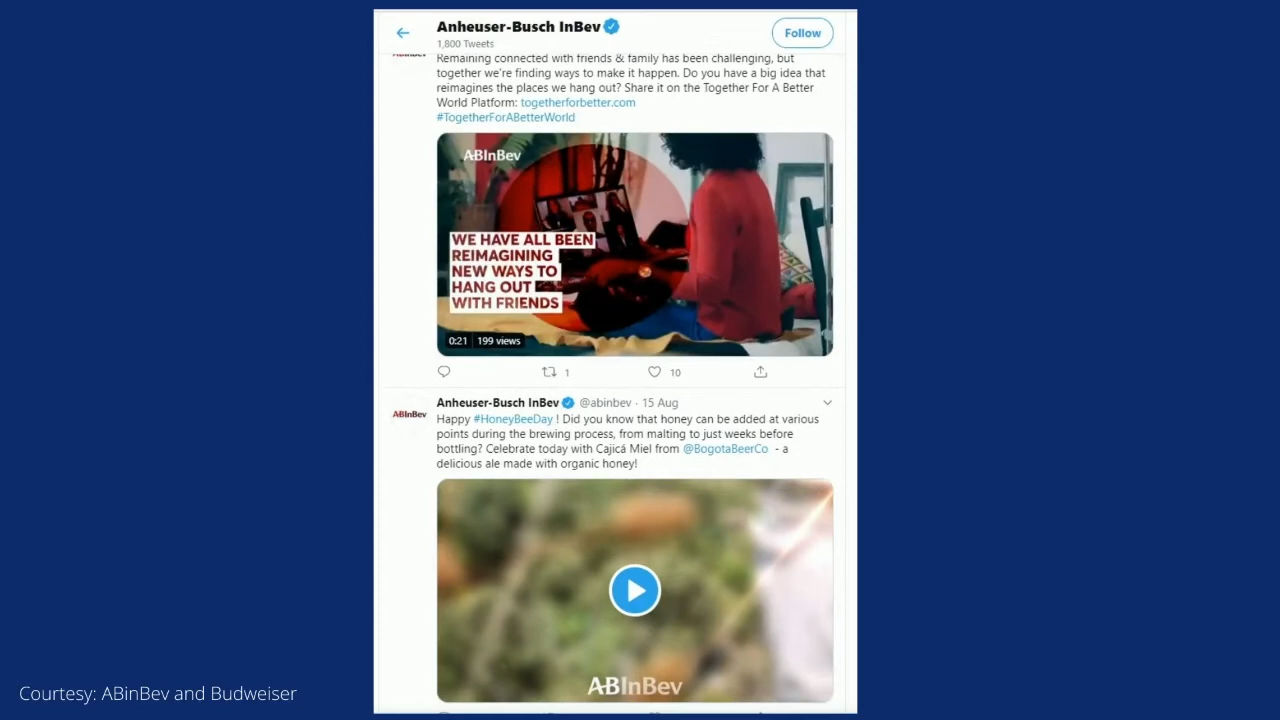 Anheuser-Busch InBev
1,800 Tweets
Follow
ABInBev
Remaining connected with friends & family has been challenging, but
together we're finding ways to make it happen. Do you have a big idea that
reimagines the places we hang out? Share it on the Together For A Better
World Platform: togetherforbetter.com
#TogetherForABetterWorld
ABInBev
WE HAVE ALL BEEN
REIMAGINING
NEW WAYS TO
HANG OUT
WITH FRIENDS
0:21 199 views
1 10
Anheuser-Busch InBev @abinbev · 15 Aug
ABInBev
Happy #HoneyBeeDay ! Did you know that honey can be added at various
points during the brewing process, from malting to just weeks before
bottling? Celebrate today with Cajicá Miel from @BogotaBeerCo - a
delicious ale made with organic honey!
ABInBev
Courtesy: ABinBev and Budweiser